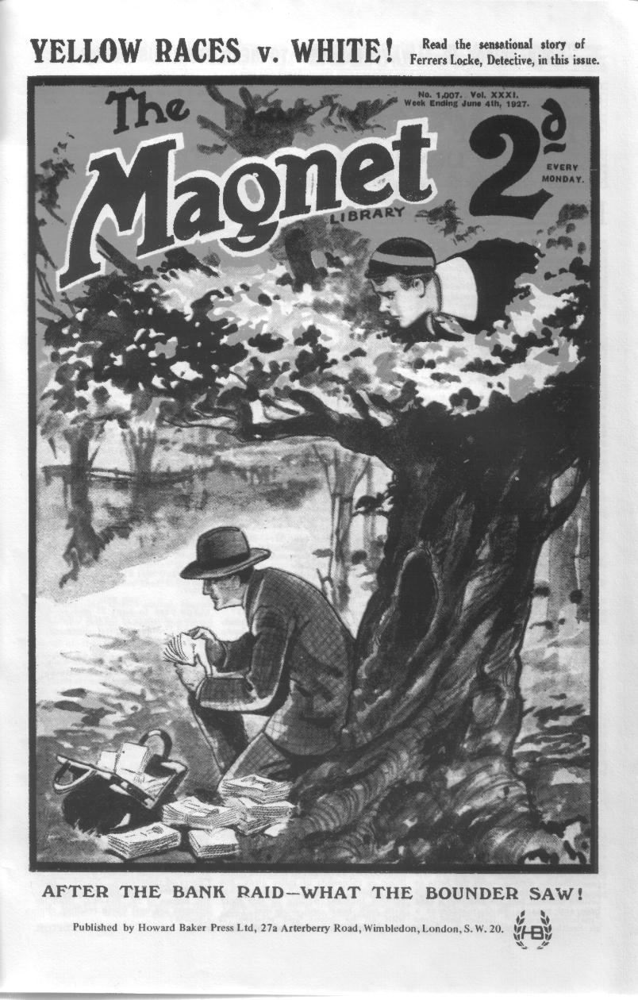 YELLOW RACES v. WHITE!
Read the sensational story of
Ferrers Locke, Detective, in this issue.
No. 1,007. Vol. XXXI.
Week Ending June 4th, 1927.
The
Magnet
LIBRARY
2d
EVERY
MONDAY.
AFTER THE BANK RAID—WHAT THE BOUNDER SAW!
Published by Howard Baker Press Ltd, 27a Arterberry Road, Wimbledon, London, S. W. 20.
HB